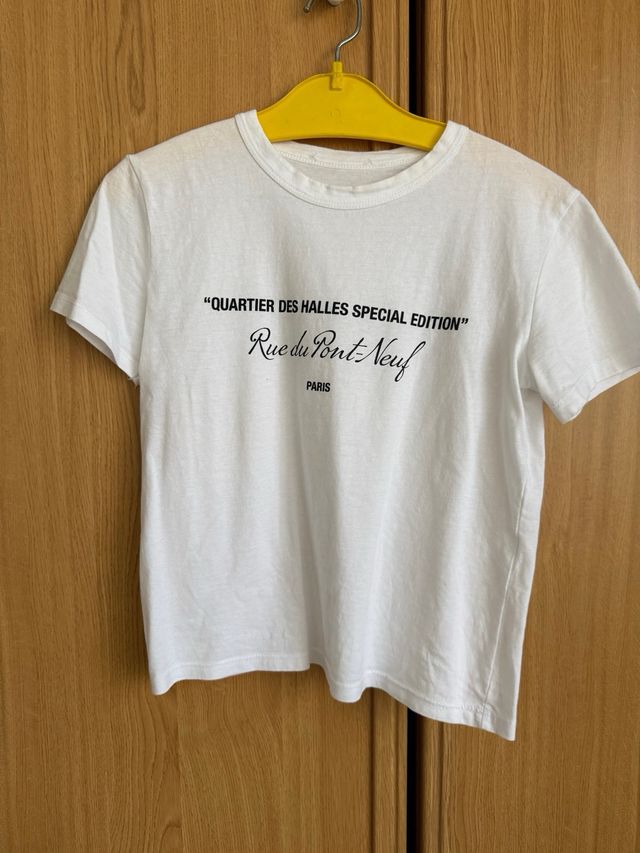 “QUARTIER DES HALLES SPECIAL EDITION”
Rue du Pont-Neuf
PARIS